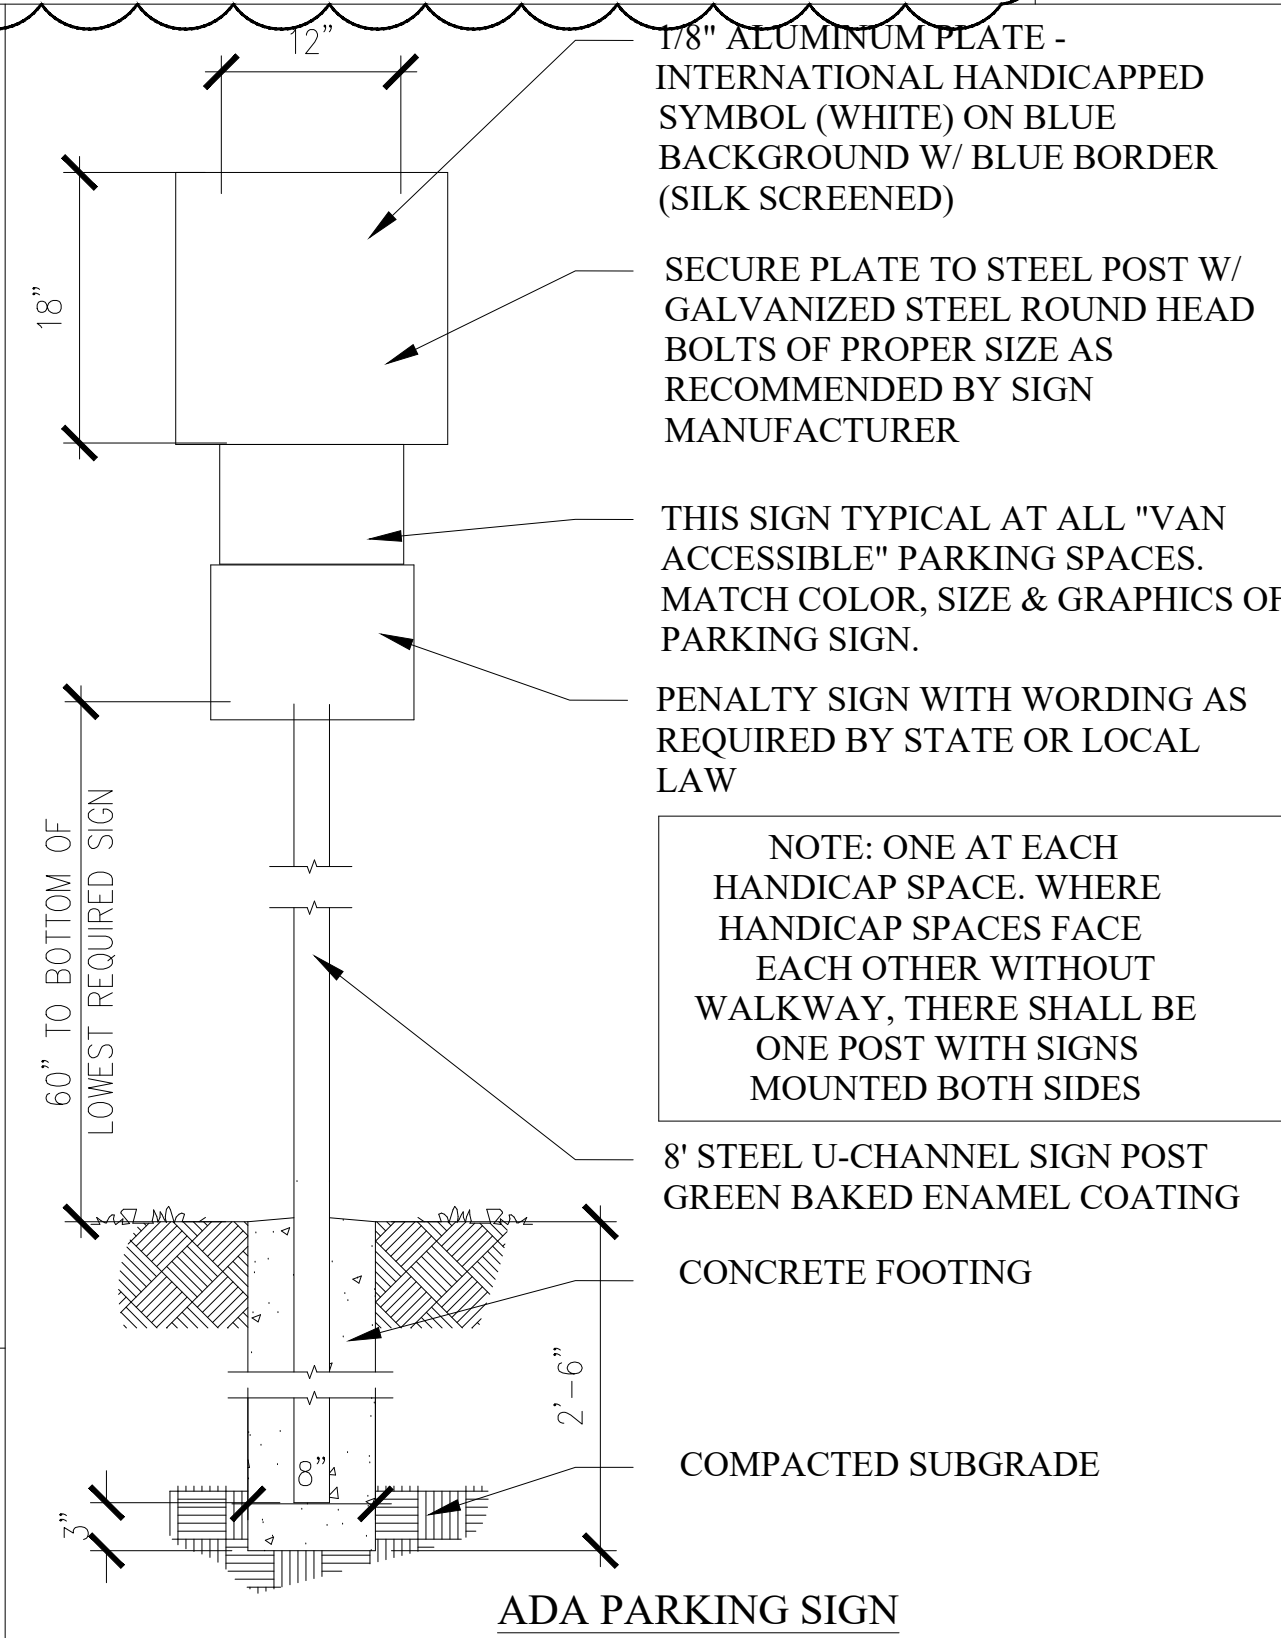 12”
1/8" ALUMINUM PLATE -
INTERNATIONAL HANDICAPPED
SYMBOL (WHITE) ON BLUE
BACKGROUND W/ BLUE BORDER
(SILK SCREENED)
18”
SECURE PLATE TO STEEL POST W/
GALVANIZED STEEL ROUND HEAD
BOLTS OF PROPER SIZE AS
RECOMMENDED BY SIGN
MANUFACTURER
THIS SIGN TYPICAL AT ALL "VAN
ACCESSIBLE" PARKING SPACES.
MATCH COLOR, SIZE & GRAPHICS OF
PARKING SIGN.
PENALTY SIGN WITH WORDING AS
REQUIRED BY STATE OR LOCAL
LAW
60” TO BOTTOM OF
LOWEST REQUIRED SIGN
NOTE: ONE AT EACH
HANDICAP SPACE. WHERE
HANDICAP SPACES FACE
EACH OTHER WITHOUT
WALKWAY, THERE SHALL BE
ONE POST WITH SIGNS
MOUNTED BOTH SIDES
8' STEEL U-CHANNEL SIGN POST
GREEN BAKED ENAMEL COATING
CONCRETE FOOTING
2’-6”
COMPACTED SUBGRADE
8”
3”
ADA PARKING SIGN